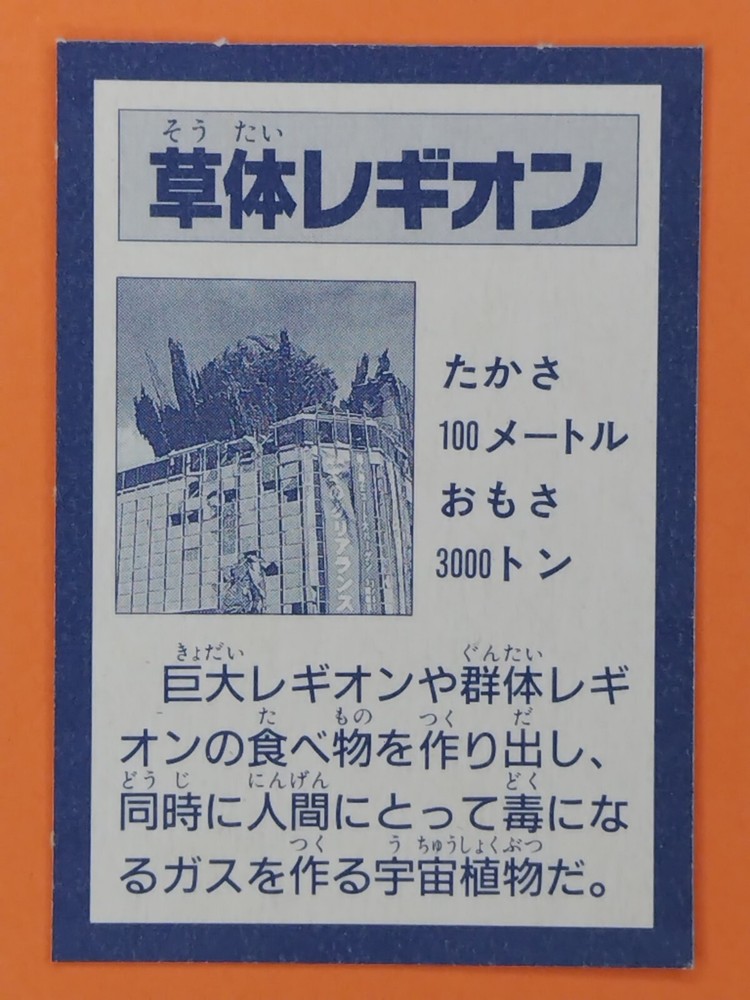 そう たい
草体レギオン
たかさ
100メートル
おもさ
3000トン
きょだい ぐんたい
巨大レギオンや群体レギ
た もの つく だ
オンの食べ物を作り出し、
どうじ にんげん どく
同時に人間にとって毒にな
つく う ちゅうしょくぶつ
るガスを作る宇宙植物だ。